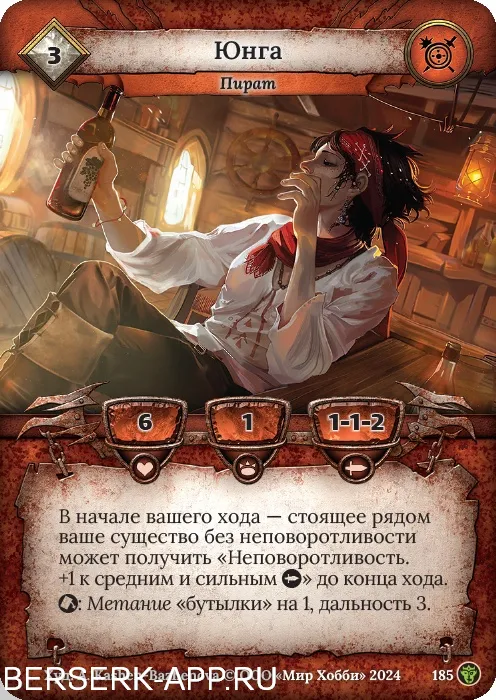 3
Юнга
Пират
6
1
1-1-2
В начале вашего хода — стоящее рядом
ваше существо без неповоротливости
может получить «Неповоротливость.
+1 к средним и сильным » до конца хода.
: Метание «бутылки» на 1, дальность 3.
© ООО «Мир Хобби» 2024
185
BERSERK-APP.RU